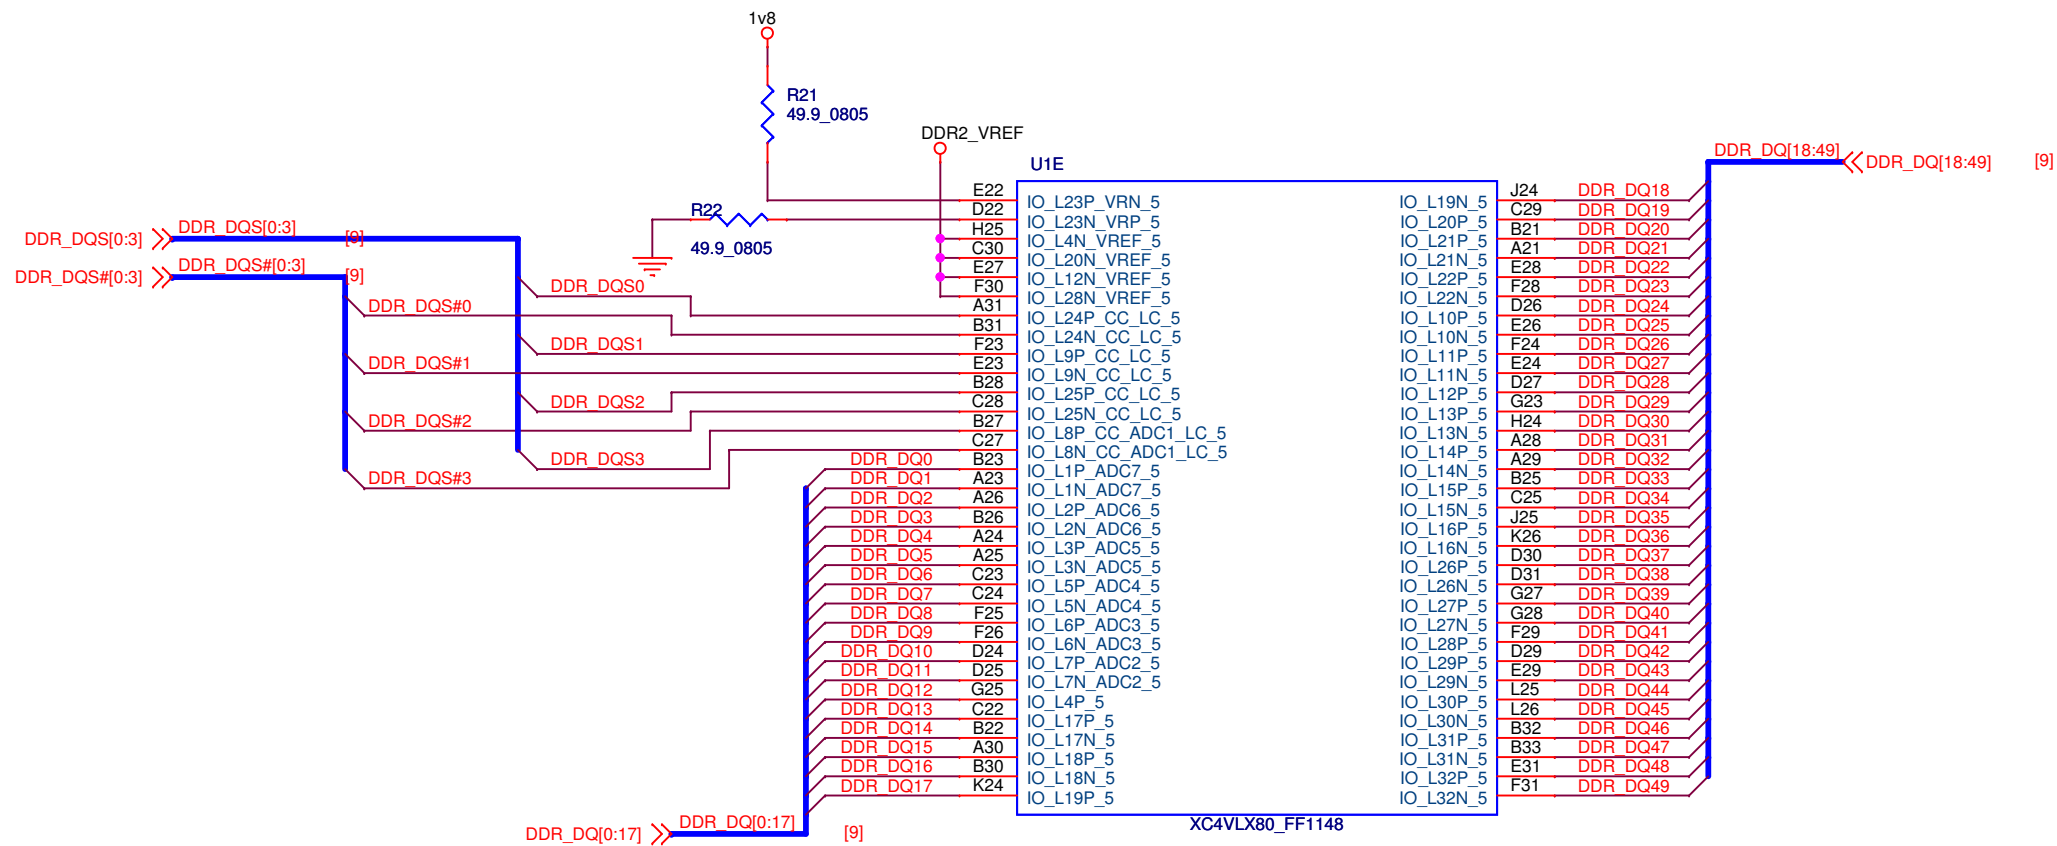 1v8
R21
49.9_0805
DDR2_VREF
U1E
R22
49.9_0805
DDR_DQS[0:3]
DDR_DQS[0:3]
[9]
DDR_DQS#[0:3]
DDR_DQS#[0:3]
[9]
DDR_DQS0
DDR_DQS#0
DDR_DQS1
DDR_DQS#1
DDR_DQS2
DDR_DQS#2
DDR_DQS3
DDR_DQS#3
E22 IO_L23P_VRN_5
D22 IO_L23N_VRP_5
H25 IO_L4N_VREF_5
C30 IO_L20N_VREF_5
E27 IO_L12N_VREF_5
F30 IO_L28N_VREF_5
A31 IO_L24P_CC_LC_5
B31 IO_L24N_CC_LC_5
F23 IO_L9P_CC_LC_5
E23 IO_L9N_CC_LC_5
B28 IO_L25P_CC_LC_5
C28 IO_L25N_CC_LC_5
B27 IO_L8P_CC_ADC1_LC_5
C27 IO_L8N_CC_ADC1_LC_5
DDR_DQ0 B23 IO_L1P_ADC7_5
DDR_DQ1 A23 IO_L1N_ADC7_5
DDR_DQ2 A26 IO_L2P_ADC6_5
DDR_DQ3 B26 IO_L2N_ADC6_5
DDR_DQ4 A24 IO_L3P_ADC5_5
DDR_DQ5 A25 IO_L3N_ADC5_5
DDR_DQ6 C23 IO_L5P_ADC4_5
DDR_DQ7 C24 IO_L5N_ADC4_5
DDR_DQ8 F25 IO_L6P_ADC3_5
DDR_DQ9 F26 IO_L6N_ADC3_5
DDR_DQ10 D24 IO_L7P_ADC2_5
DDR_DQ11 D25 IO_L7N_ADC2_5
DDR_DQ12 G25 IO_L4P_5
DDR_DQ13 C22 IO_L17P_5
DDR_DQ14 B22 IO_L17N_5
DDR_DQ15 A30 IO_L18P_5
DDR_DQ16 B30 IO_L18N_5
DDR_DQ17 K24 IO_L19P_5
DDR_DQ[0:17]
DDR_DQ[0:17]
[9]
IO_L19N_5 J24 DDR_DQ18
IO_L20P_5 C29 DDR_DQ19
IO_L21P_5 B21 DDR_DQ20
IO_L21N_5 A21 DDR_DQ21
IO_L22P_5 E28 DDR_DQ22
IO_L22N_5 F28 DDR_DQ23
IO_L10P_5 D26 DDR_DQ24
IO_L10N_5 E26 DDR_DQ25
IO_L11P_5 F24 DDR_DQ26
IO_L11N_5 E24 DDR_DQ27
IO_L12P_5 D27 DDR_DQ28
IO_L13P_5 G23 DDR_DQ29
IO_L13N_5 H24 DDR_DQ30
IO_L14P_5 A28 DDR_DQ31
IO_L14N_5 A29 DDR_DQ32
IO_L15P_5 B25 DDR_DQ33
IO_L15N_5 C25 DDR_DQ34
IO_L16P_5 J25 DDR_DQ35
IO_L16N_5 K26 DDR_DQ36
IO_L26P_5 D30 DDR_DQ37
IO_L26N_5 D31 DDR_DQ38
IO_L27P_5 G27 DDR_DQ39
IO_L27N_5 G28 DDR_DQ40
IO_L28P_5 F29 DDR_DQ41
IO_L29P_5 D29 DDR_DQ42
IO_L29N_5 E29 DDR_DQ43
IO_L30P_5 L25 DDR_DQ44
IO_L30N_5 L26 DDR_DQ45
IO_L31P_5 B32 DDR_DQ46
IO_L31N_5 B33 DDR_DQ47
IO_L32P_5 E31 DDR_DQ48
IO_L32N_5 F31 DDR_DQ49
DDR_DQ[18:49]
DDR_DQ[18:49]
[9]
XC4VLX80_FF1148